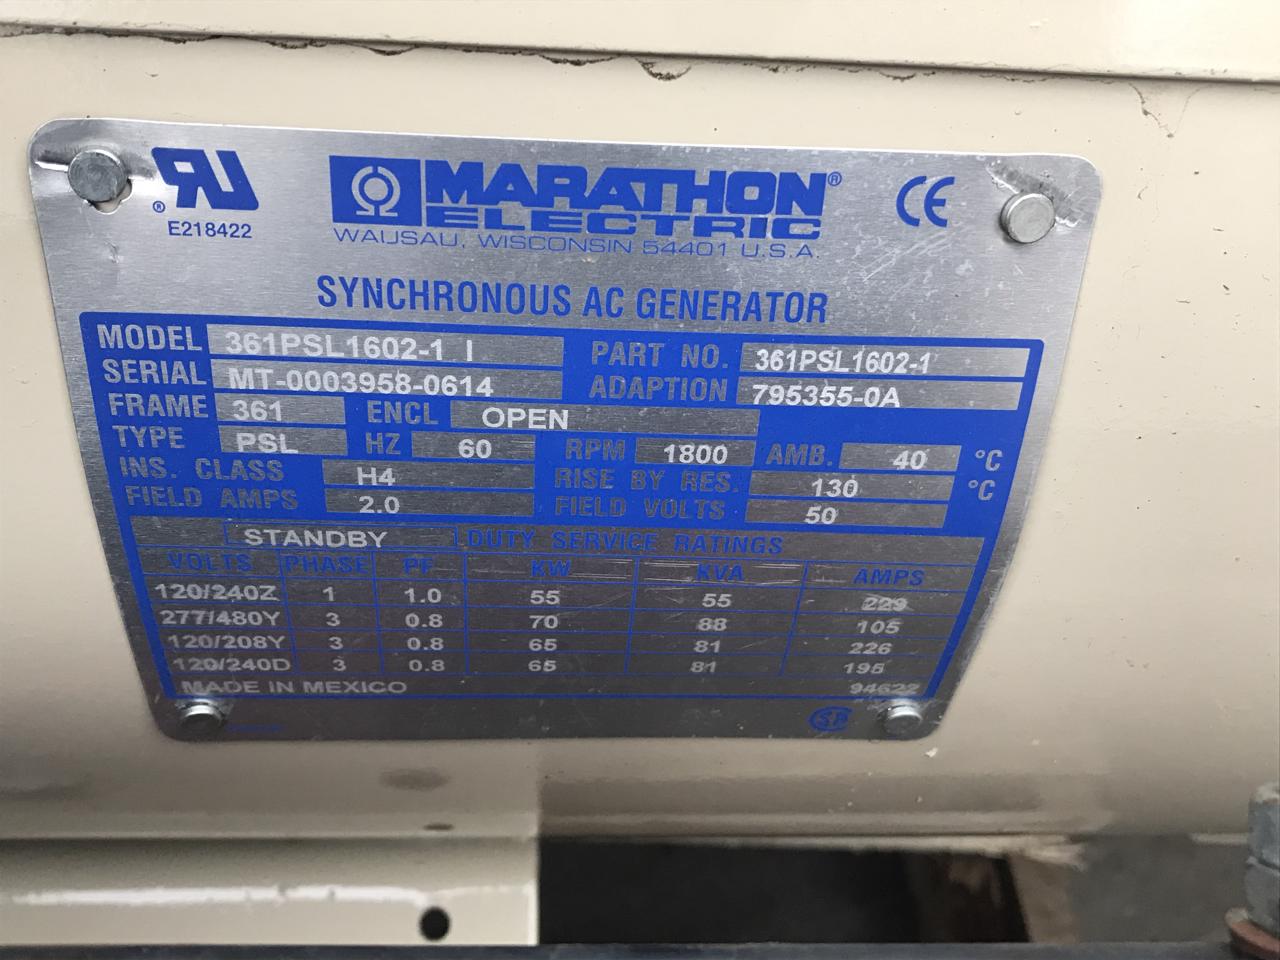 RU ® MARATHON® CE
E218422 ELECTRIC
WAUSAU, WISCONSIN 54401 U.S.A.
SYNCHRONOUS AC GENERATOR
MODEL 361PSL1602-1 I PART NO. 361PSL1602-1
SERIAL MT-0003958-0614 ADAPTION 795355-0A
FRAME 361 ENCL OPEN
TYPE PSL HZ 60 RPM 1800 AMB. 40 °C
INS. CLASS H4 RISE BY RES. 130 °C
FIELD AMPS 2.0 FIELD VOLTS 50
STANDBY DUTY SERVICE RATINGS
VOLTS PHASE PF KW KVA AMPS
120/240Z 1 1.0 55 55 229
277/480Y 3 0.8 70 88 105
120/208Y 3 0.8 65 81 226
120/240D 3 0.8 65 81 195
MADE IN MEXICO 94622